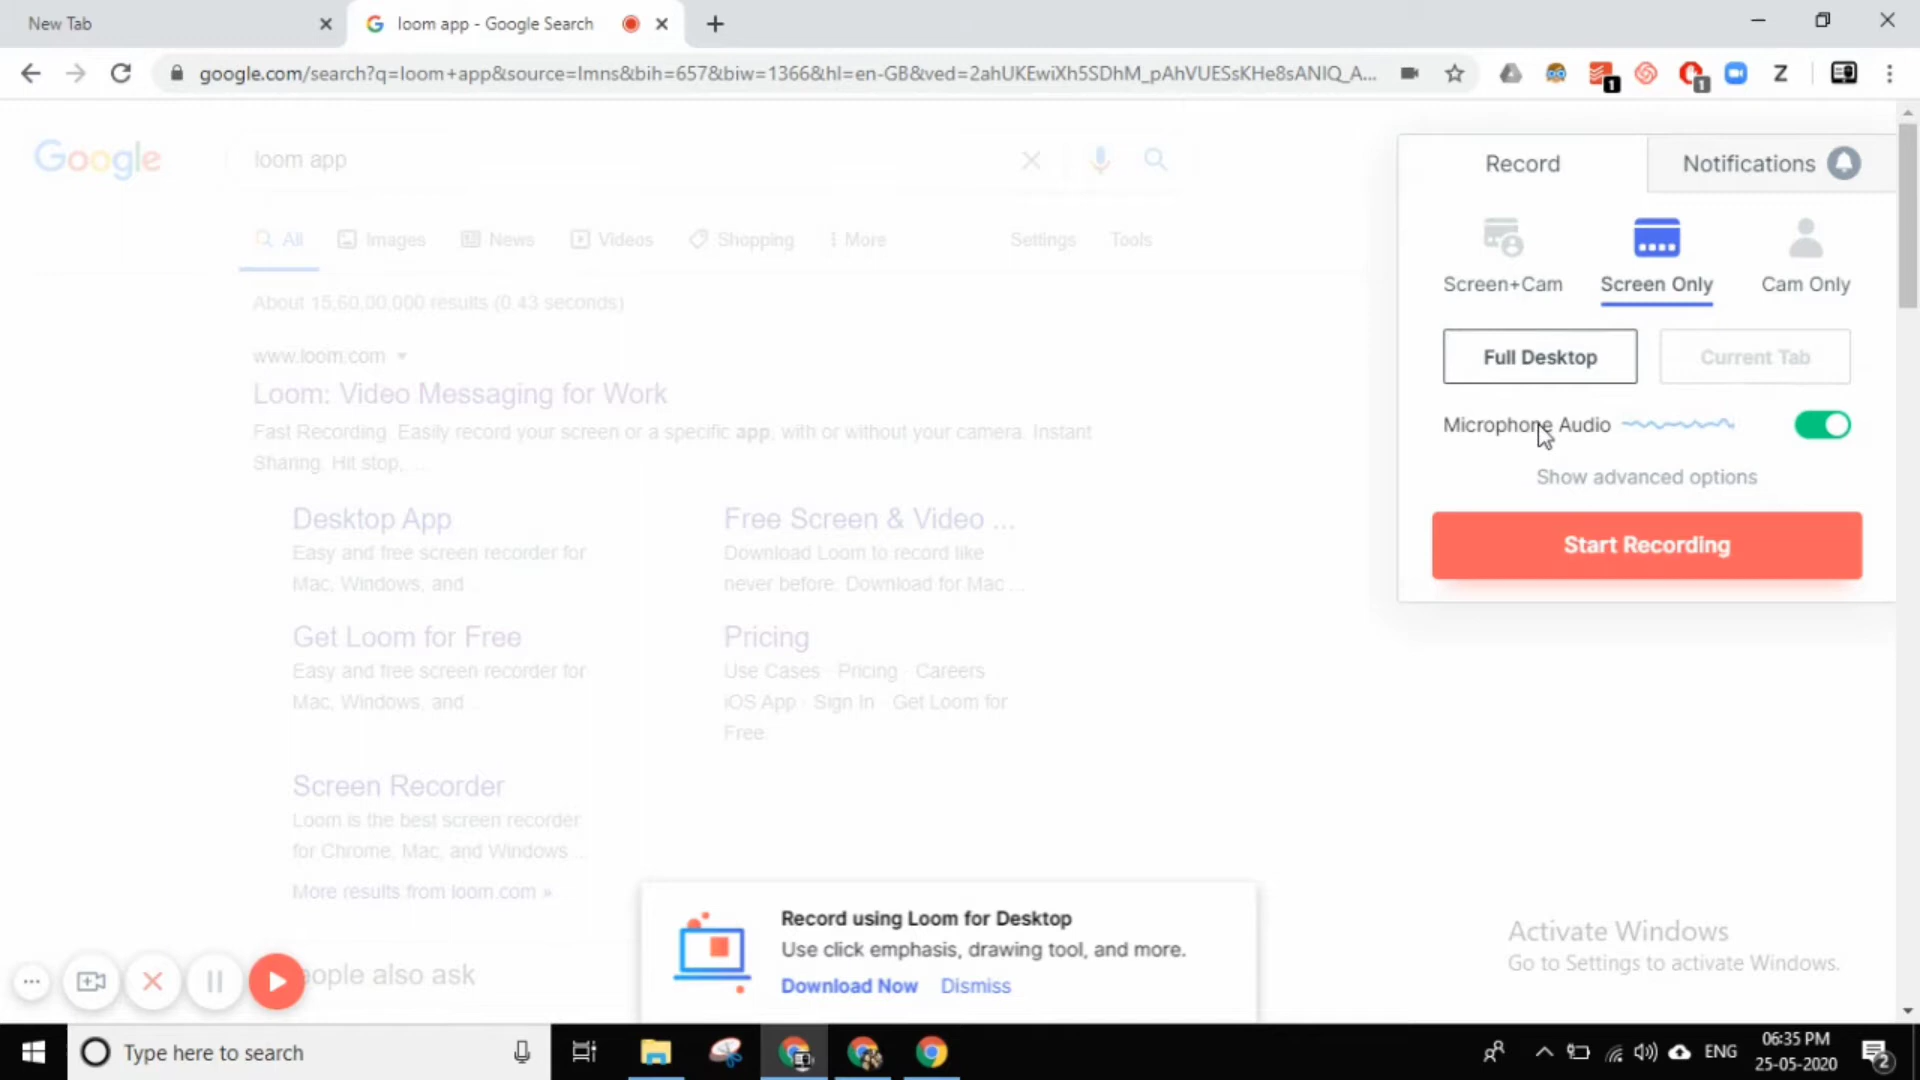 New Tab
loom app - Google Search
google.com/search?q=loom+app&source=lmns&bih=657&biw=1366&hl=en-GB&ved=2ahUKEwiXh5SDhM_pAhVUESsKHe8sANIQ_A...
1
1
Z
Google
loom app
All
Images
News
Videos
Shopping
More
Settings
Tools
About 15,60,00,000 results (0.43 seconds)
www.loom.com
Loom: Video Messaging for Work
Fast Recording. Easily record your screen or a specific app, with or without your camera. Instant
Sharing. Hit stop, ...
Desktop App
Easy and free screen recorder for
Mac, Windows, and ...
Free Screen & Video ...
Download Loom to record like
never before. Download for Mac ...
Get Loom for Free
Easy and free screen recorder for
Mac, Windows, and ...
Pricing
Use Cases · Pricing · Careers ·
iOS App · Sign In · Get Loom for
Free.
Screen Recorder
Loom is the best screen recorder
for Chrome, Mac, and Windows ...
More results from loom.com »
eople also ask
Record
Notifications
Screen+Cam
Screen Only
Cam Only
Full Desktop
Current Tab
Microphone Audio
Show advanced options
Start Recording
Record using Loom for Desktop
Use click emphasis, drawing tool, and more.
Download Now
Dismiss
Activate Windows
Go to Settings to activate Windows.
Type here to search
ENG
06:35 PM
25-05-2020
2